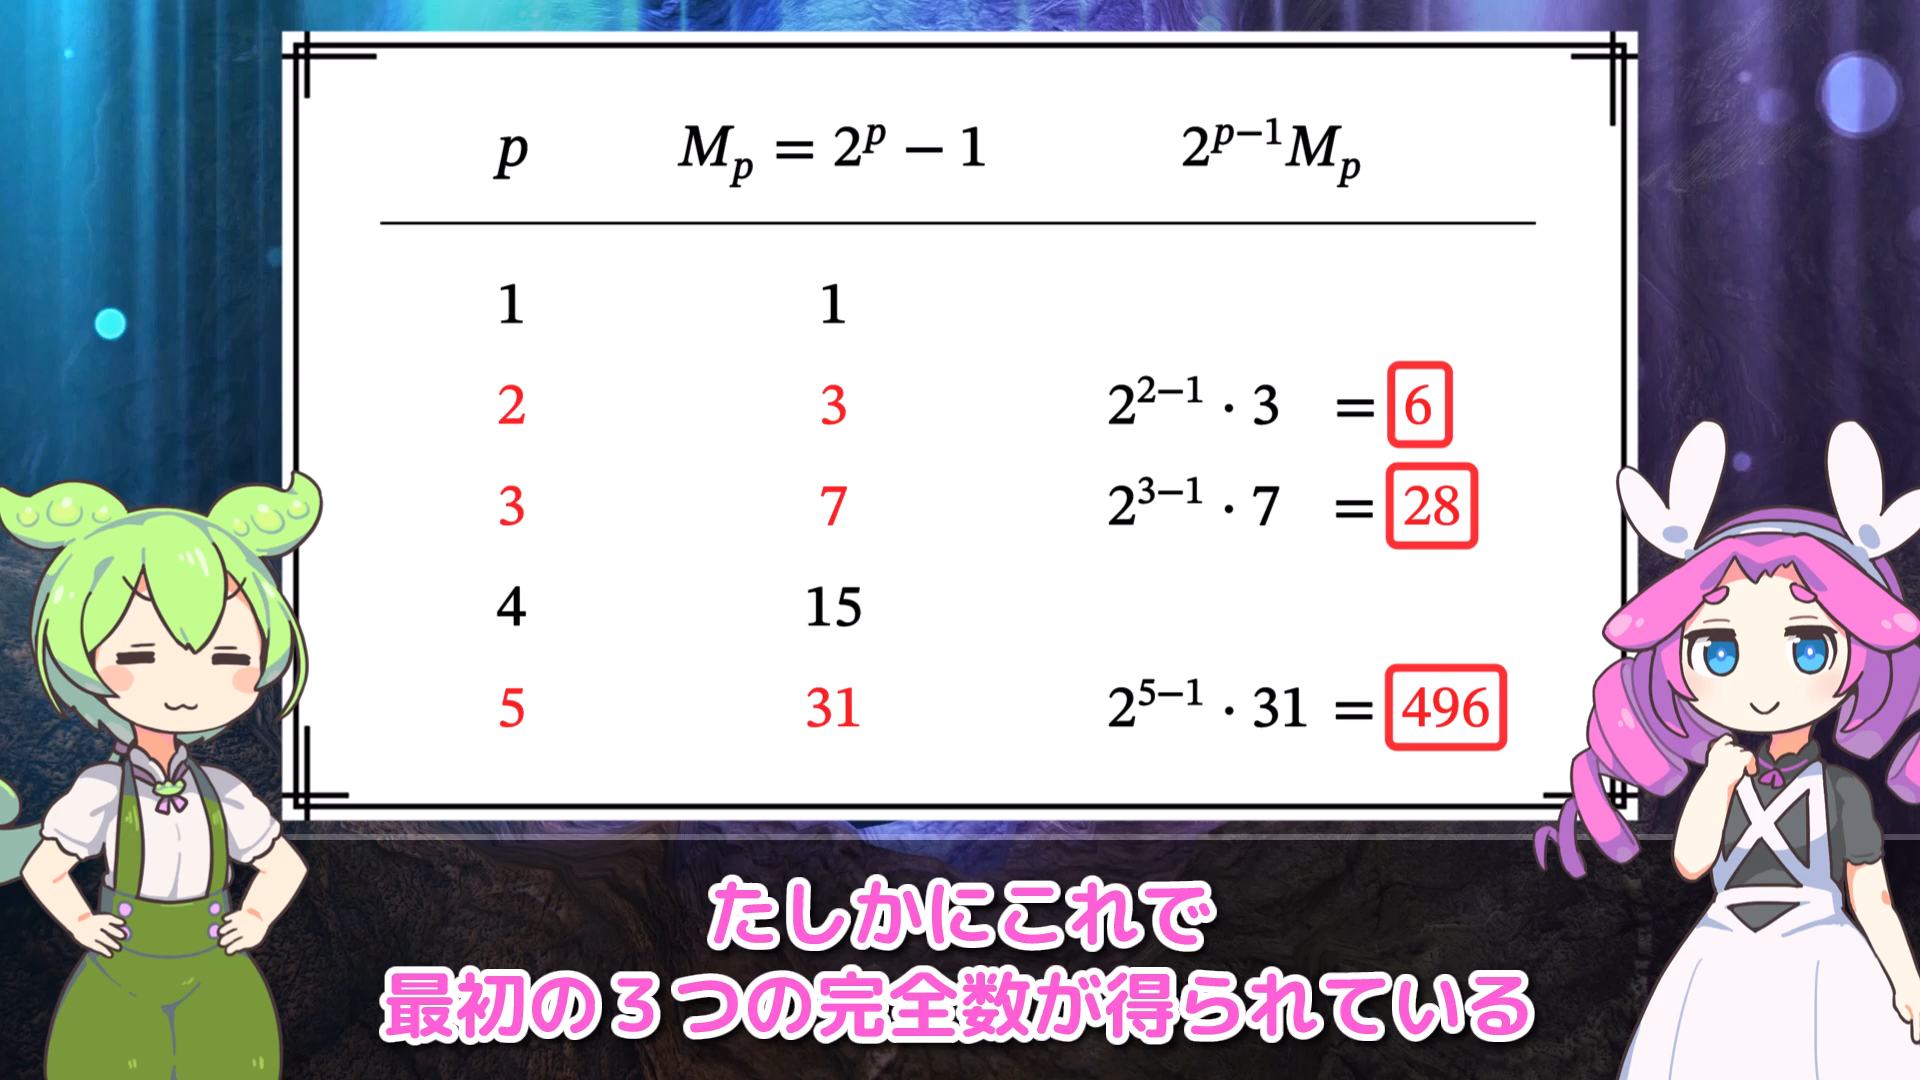 p M_p = 2^p − 1 2^{p−1}M_p
1 1
2 3 2^{2−1} · 3 = 6
3 7 2^{3−1} · 7 = 28
4 15
5 31 2^{5−1} · 31 = 496
たしかにこれで
最初の３つの完全数が得られている